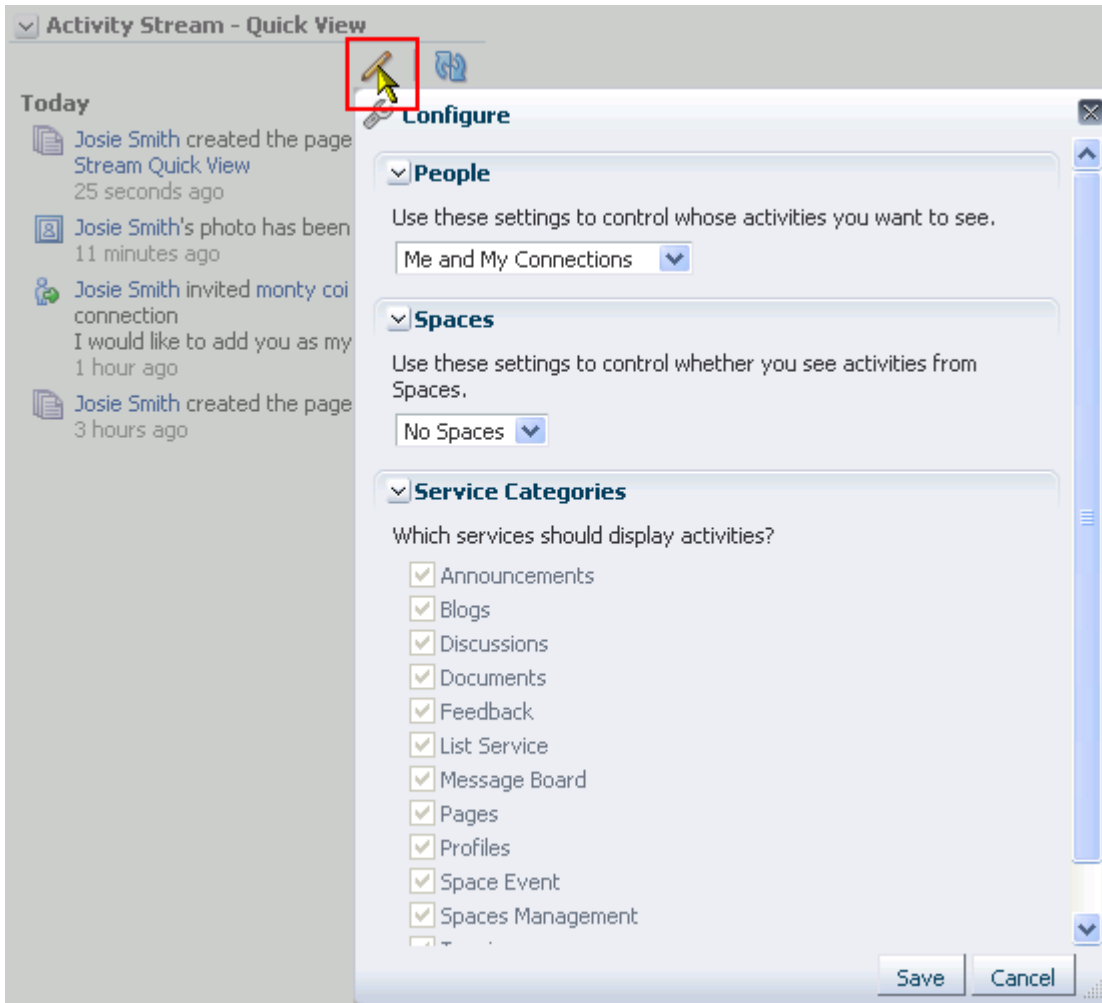 Activity Stream - Quick View
Today
Josie Smith created the page
Stream Quick View
25 seconds ago
Josie Smith's photo has been
11 minutes ago
Josie Smith invited monty coi
connection
I would like to add you as my
1 hour ago
Josie Smith created the page
3 hours ago
Configure
People
Use these settings to control whose activities you want to see.
Me and My Connections
Spaces
Use these settings to control whether you see activities from
Spaces.
No Spaces
Service Categories
Which services should display activities?
Announcements
Blogs
Discussions
Documents
Feedback
List Service
Message Board
Pages
Profiles
Space Event
Spaces Management
Save
Cancel